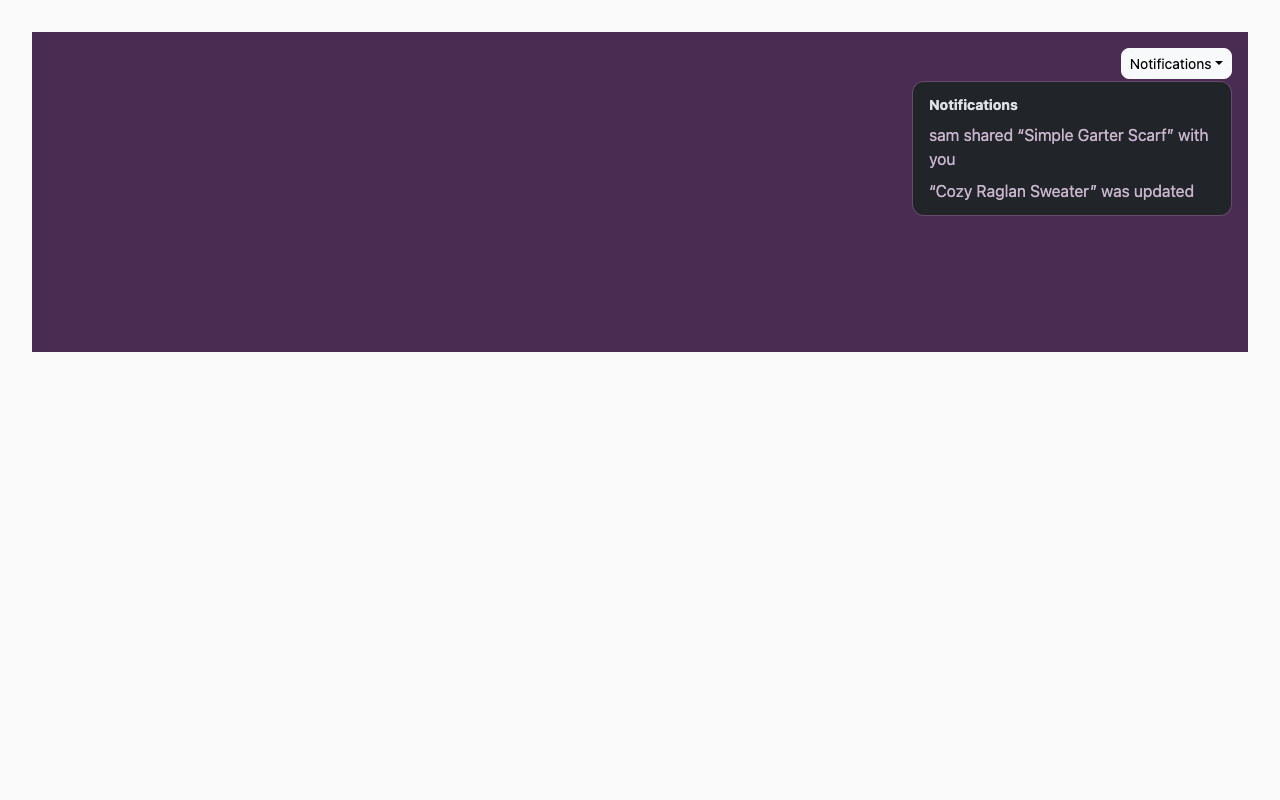 Notifications
Notifications
sam shared “Simple Garter Scarf” with
you
“Cozy Raglan Sweater” was updated